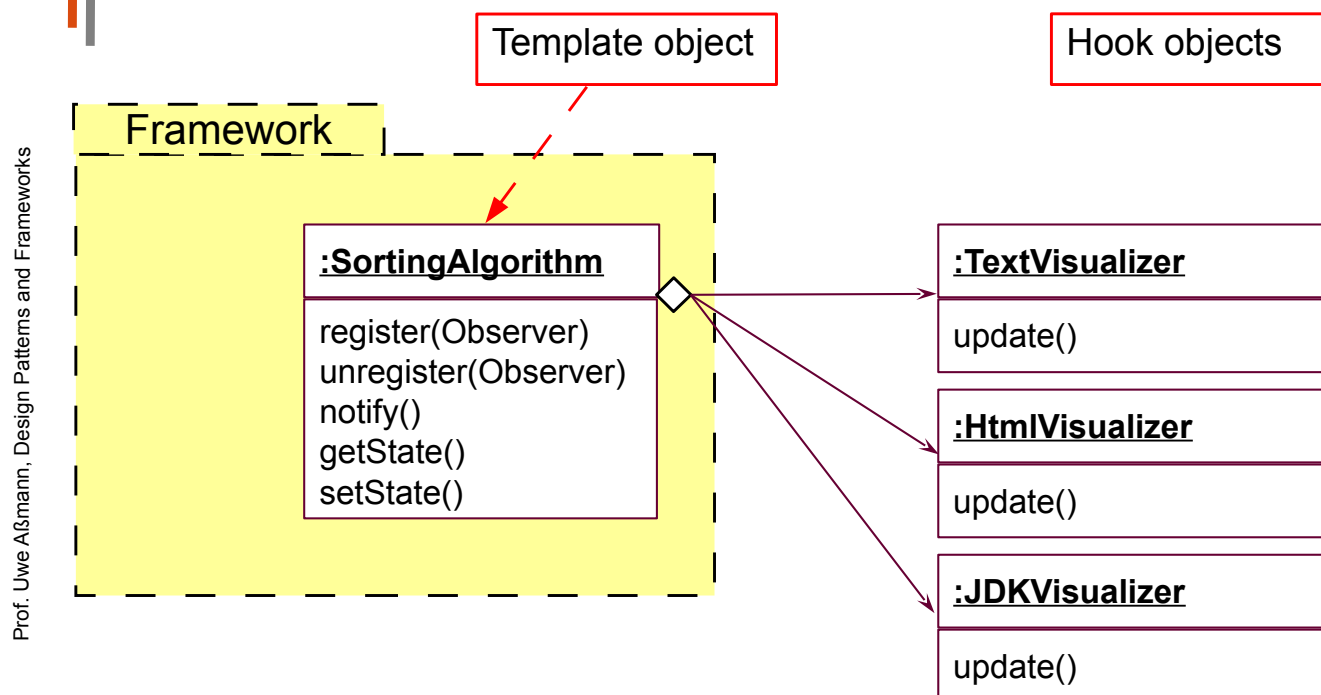 Template object
Hook objects
Framework
Prof. Uwe Aßmann, Design Patterns and Frameworks
:SortingAlgorithm
register(Observer)
unregister(Observer)
notify()
getState()
setState()
:TextVisualizer
update()
:HtmlVisualizer
update()
:JDKVisualizer
update()